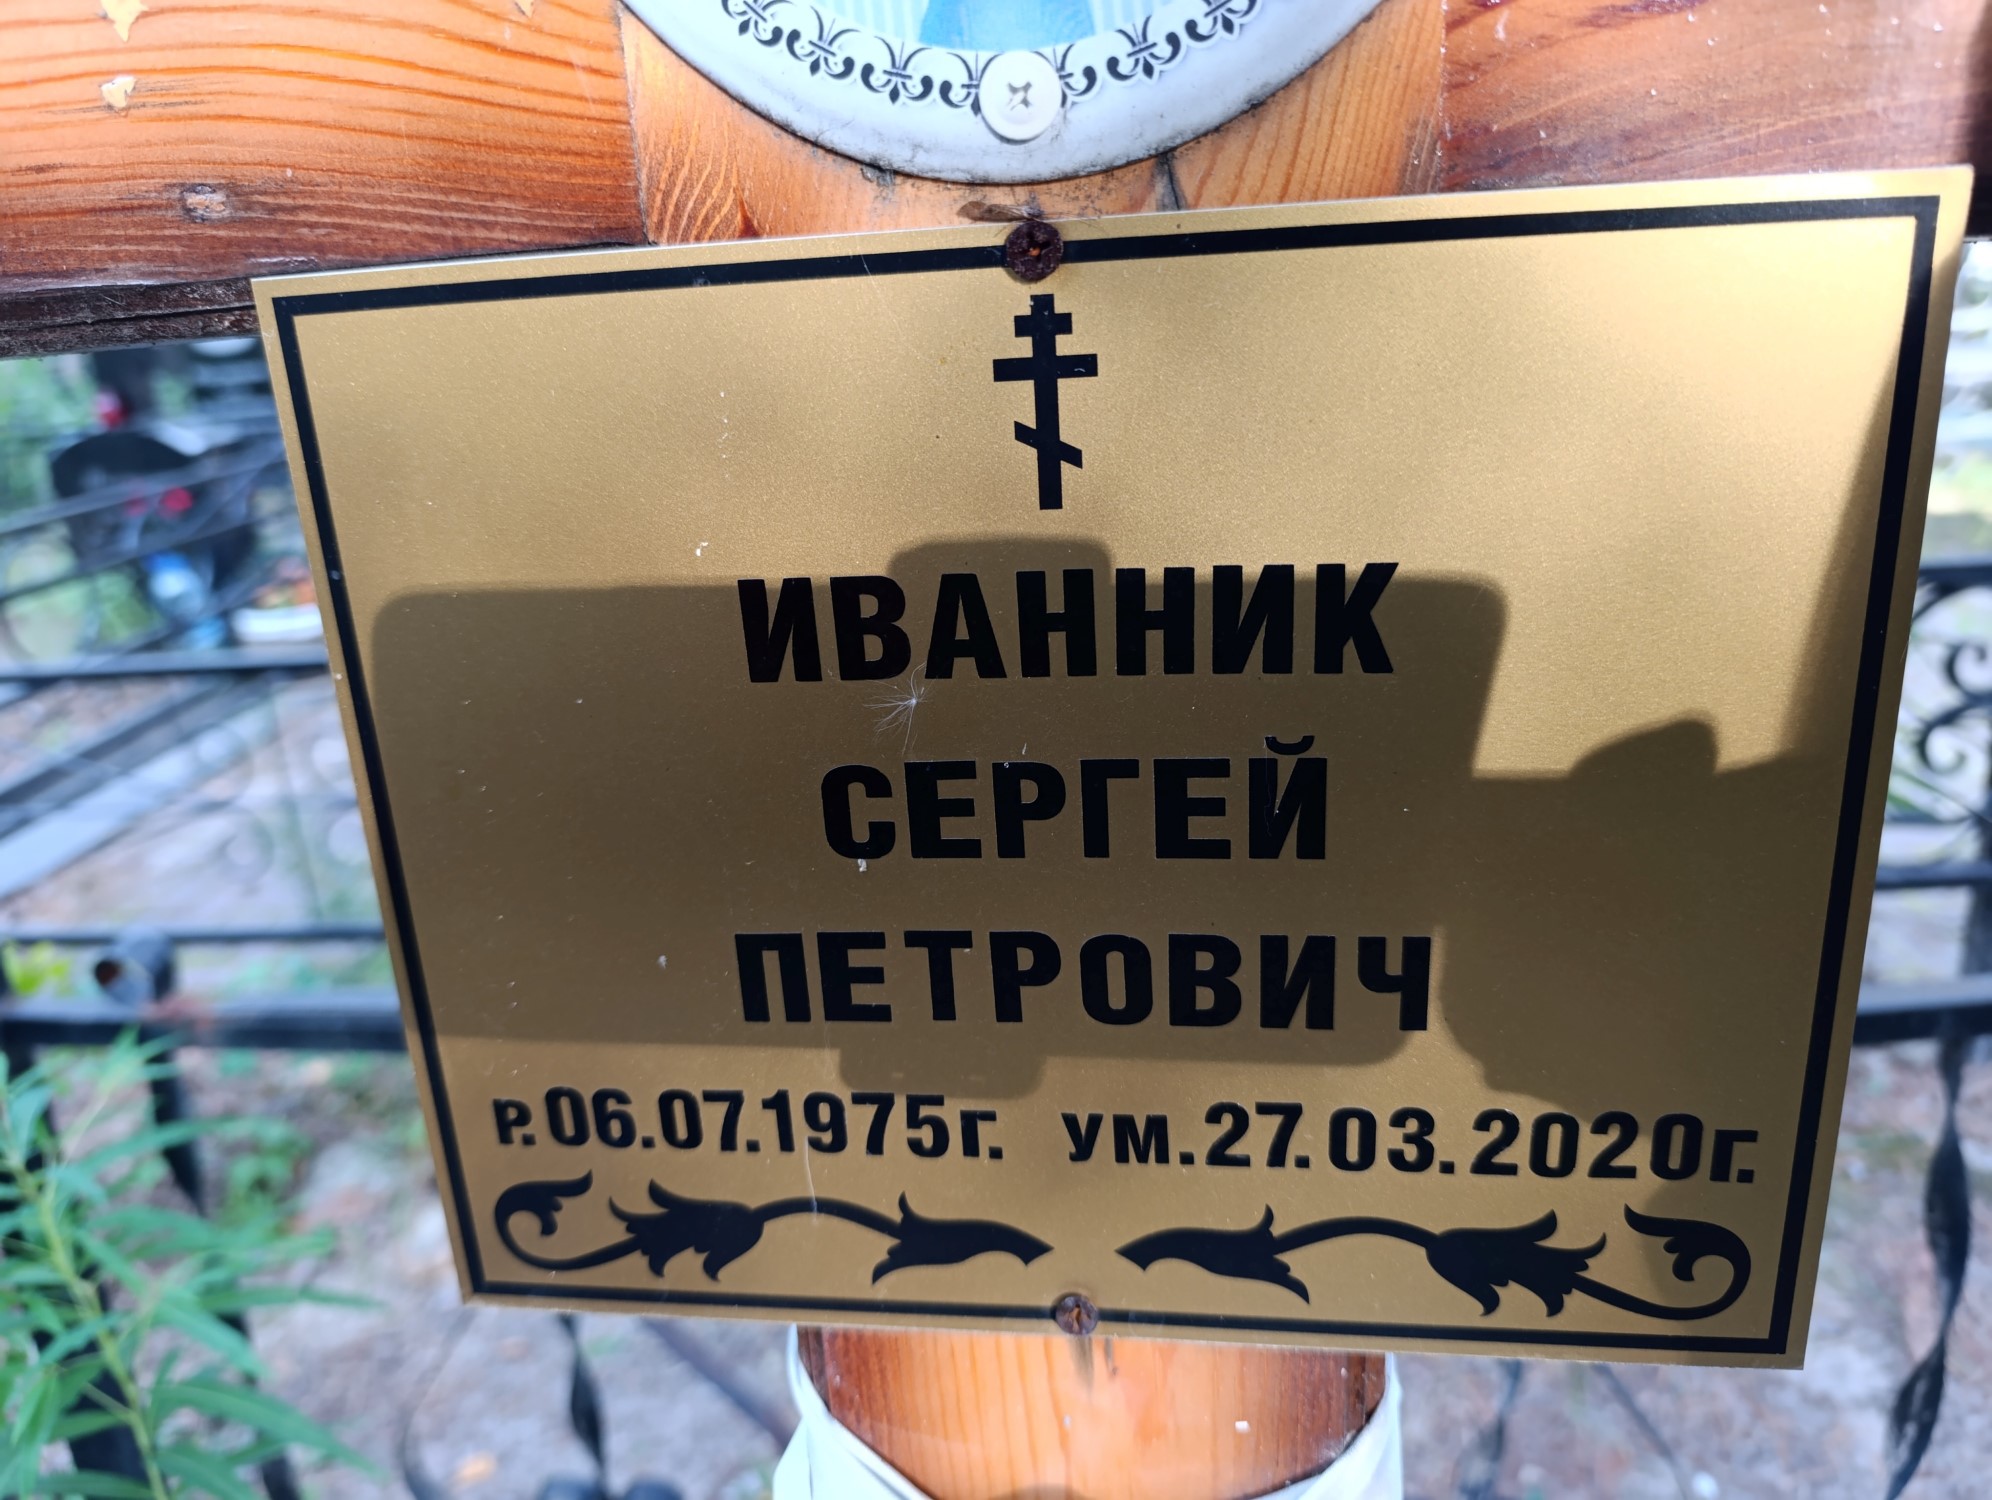 ИВАННИК
СЕРГЕЙ
ПЕТРОВИЧ
р.06.07.1975г. ум.27.03.2020г.